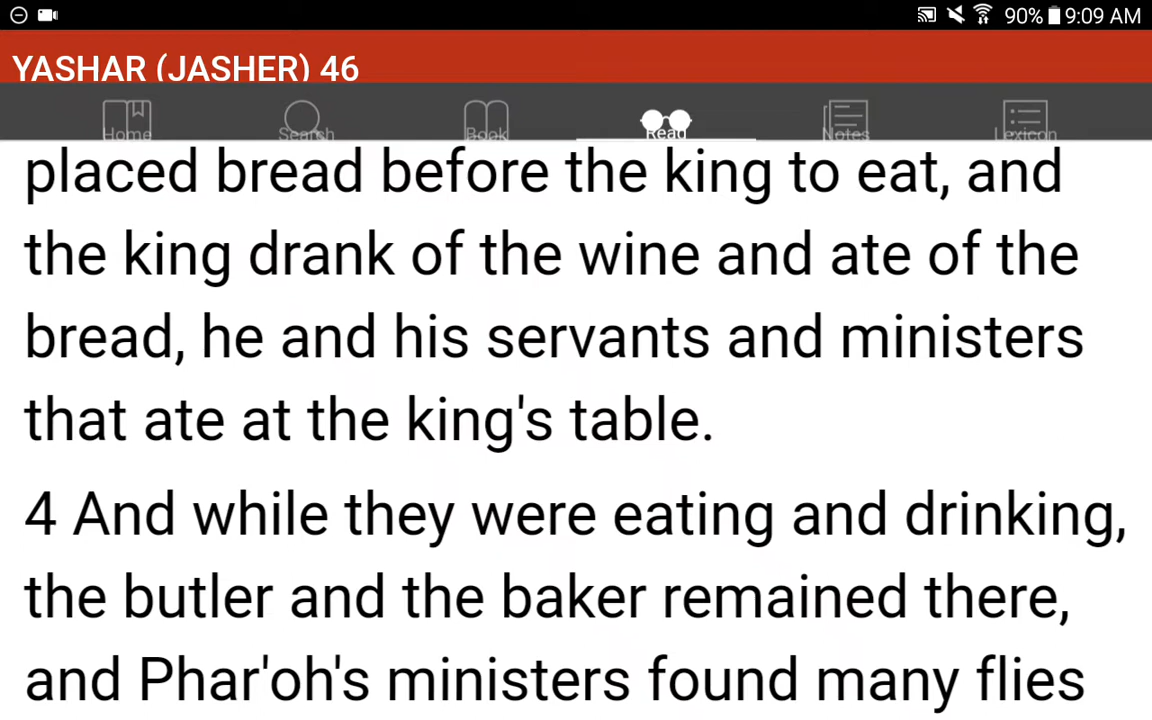 90% 9:09 AM
YASHAR (JASHER) 46
Home Search Book Read Notes Lexicon
placed bread before the king to eat, and
the king drank of the wine and ate of the
bread, he and his servants and ministers
that ate at the king's table.
4 And while they were eating and drinking,
the butler and the baker remained there,
and Phar'oh's ministers found many flies